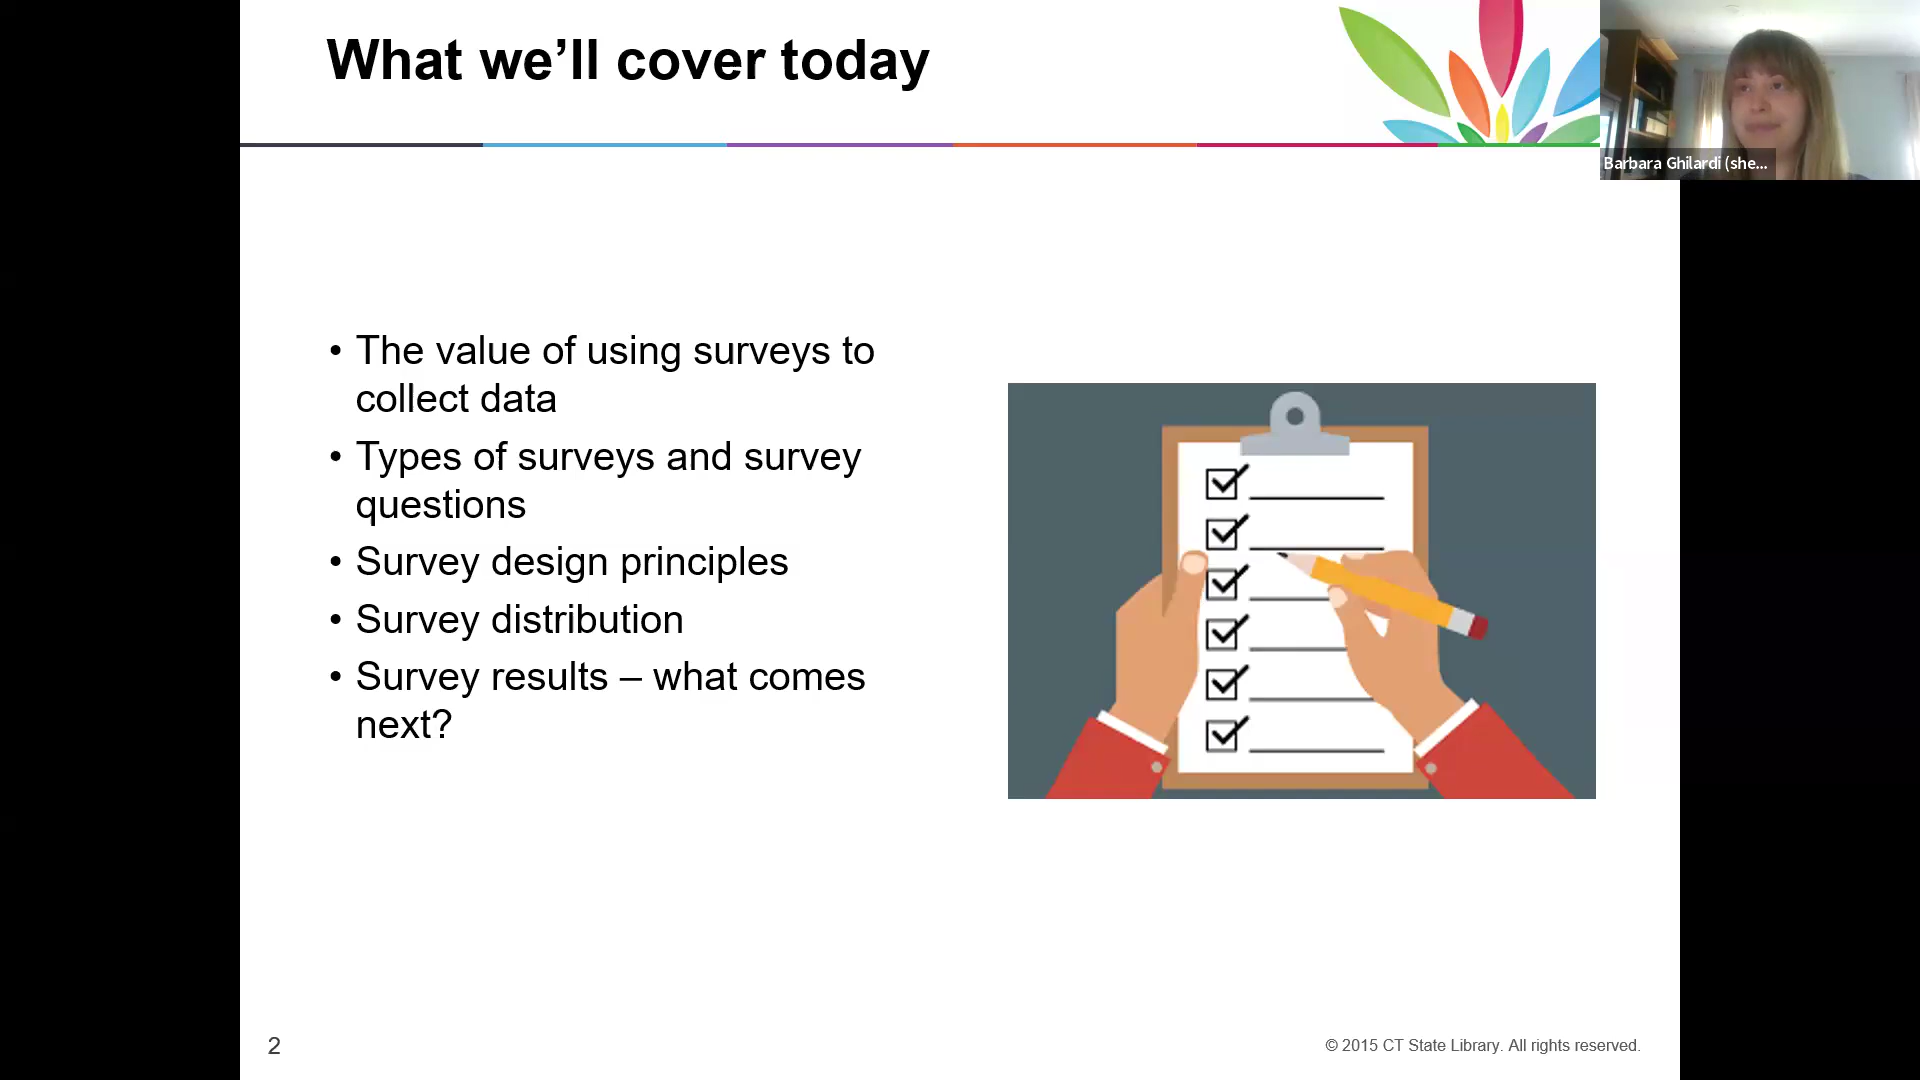 What we’ll cover today
Barbara Ghilardi (she...
• The value of using surveys to
collect data
• Types of surveys and survey
questions
• Survey design principles
• Survey distribution
• Survey results – what comes
next?
2
© 2015 CT State Library. All rights reserved.